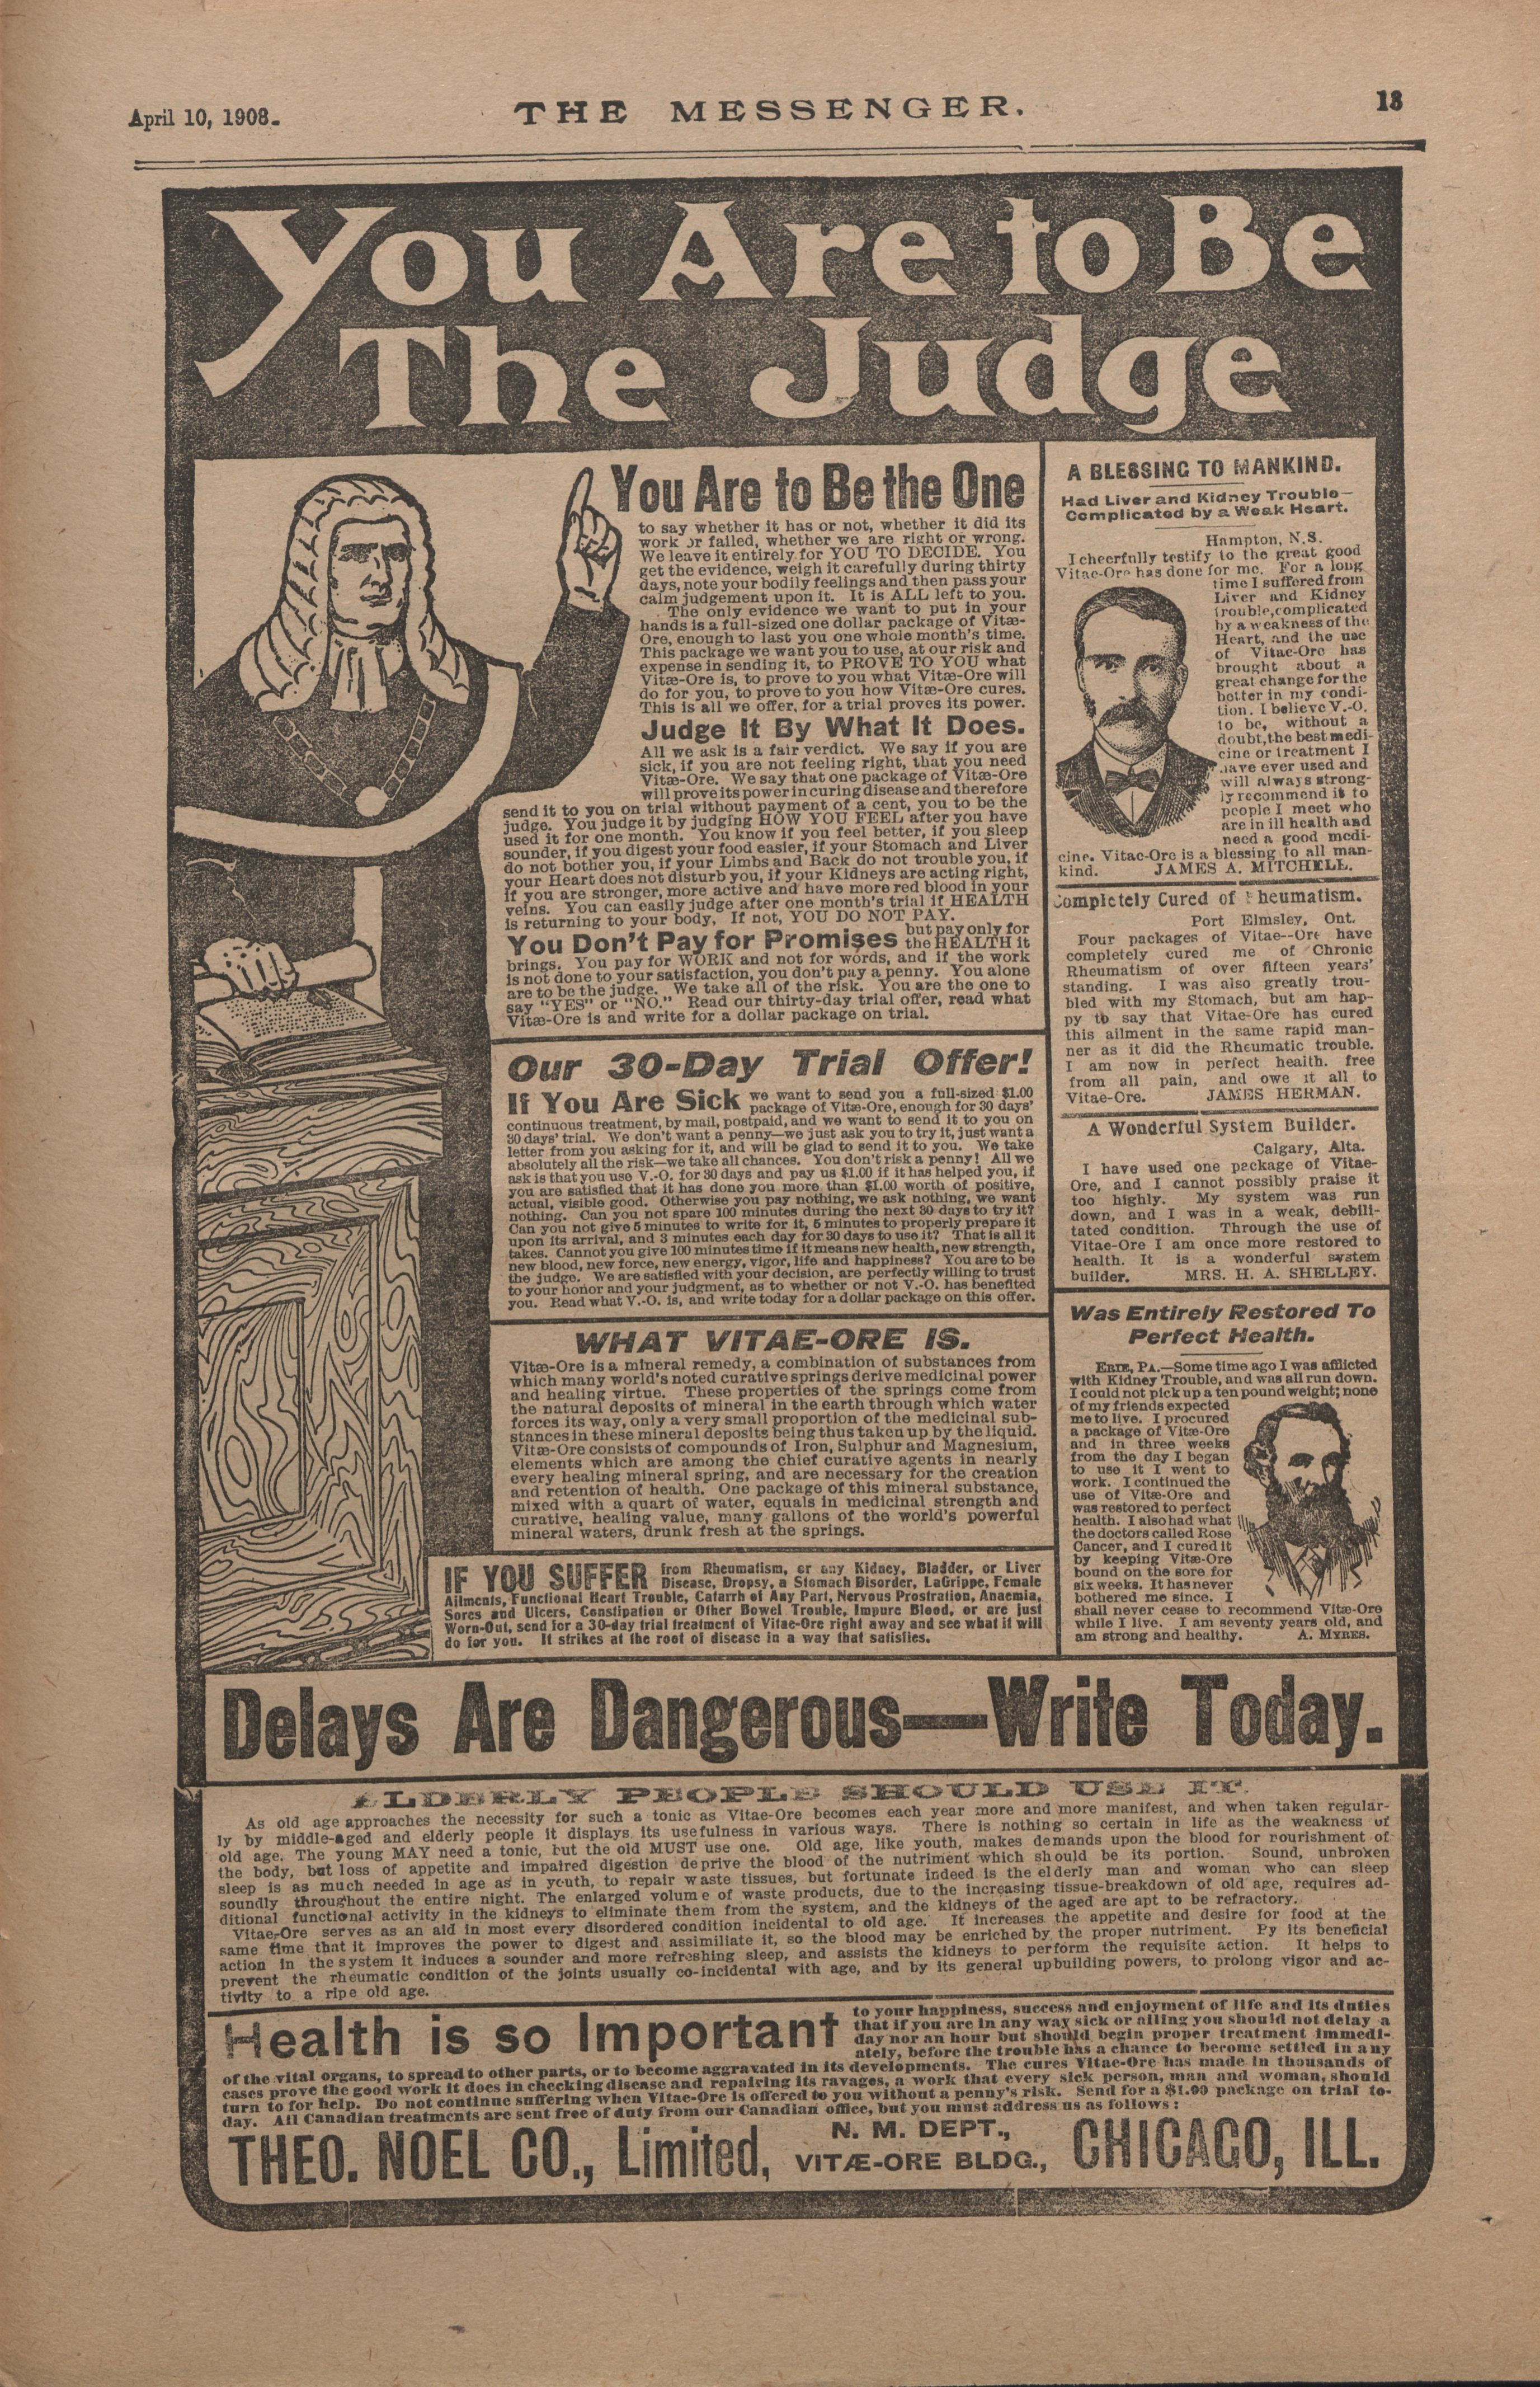 April 10, 1908.
THE MESSENGER.
13
You Are to Be
The Judge
You Are to Be the One
to say whether it has or not, whether it did its
work or failed, whether we are right or wrong.
We leave it entirely for YOU TO DECIDE. You
get the evidence, weigh it carefully during thirty
days, note your bodily feelings and then pass your
calm judgement upon it. It is ALL left to you.
The only evidence we want to put in your
hands is a full-sized one dollar package of Vitæ-
Ore, enough to last you one whole month's time.
This package we want you to use, at our risk and
expense in sending it, to PROVE TO YOU what
Vitæ-Ore is, to prove to you what Vitæ-Ore will
do for you, to prove to you how Vitæ-Ore cures.
This is all we offer, for a trial proves its power.
Judge It By What It Does.
All we ask is a fair verdict. We say if you are
sick, if you are not feeling right, that you need
Vitæ-Ore. We say that one package of Vitæ-Ore
will prove its power in curing disease and therefore
send it to you on trial without payment of a cent, you to be the
judge. You judge it by judging HOW YOU FEEL after you have
used it for one month. You know if you feel better, if you sleep
sounder, if you digest your food easier, if your Stomach and Liver
do not bother you, if your Limbs and Back do not trouble you, if
your Heart does not disturb you, if your Kidneys are acting right,
if you are stronger, more active and have more red blood in your
veins. You can easily judge after one month's trial if HEALTH
is returning to your body. If not, YOU DO NOT PAY.
You Don't Pay for Promises but pay only for
the HEALTH it
brings. You pay for WORK and not for words, and if the work
is not done to your satisfaction, you don't pay a penny. You alone
are to be the judge. We take all of the risk. You are the one to
say "YES" or "NO." Read our thirty-day trial offer, read what
Vitæ-Ore is and write for a dollar package on trial.
Our 30-Day Trial Offer!
If You Are Sick we want to send you a full-sized $1.00
package of Vitæ-Ore, enough for 30 days'
continuous treatment, by mail, postpaid, and we want to send it to you on
30 days' trial. We don't want a penny—we just ask you to try it, just want a
letter from you asking for it, and will be glad to send it to you. We take
absolutely all the risk—we take all chances. You don't risk a penny! All we
ask is that you use V.-O. for 30 days and pay us $1.00 if it has helped you, if
you are satisfied that it has done you more than $1.00 worth of positive,
actual, visible good. Otherwise you pay nothing, we ask nothing, we want
nothing. Can you not spare 100 minutes during the next 30 days to try it?
Can you not give 5 minutes to write for it, 5 minutes to properly prepare it
upon its arrival, and 3 minutes each day for 30 days to use it? That is all it
takes. Cannot you give 100 minutes time if it means new health, new strength,
new blood, new force, new energy, vigor, life and happiness? You are to be
the judge. We are satisfied with your decision, are perfectly willing to trust
to your honor and your judgment, as to whether or not V.-O. has benefited
you. Read what V.-O. is, and write today for a dollar package on this offer.
WHAT VITAE-ORE IS.
Vitæ-Ore is a mineral remedy, a combination of substances from
which many world's noted curative springs derive medicinal power
and healing virtue. These properties of the springs come from
the natural deposits of mineral in the earth through which water
forces its way, only a very small proportion of the medicinal sub-
stances in these mineral deposits being thus taken up by the liquid.
Vitæ-Ore consists of compounds of Iron, Sulphur and Magnesium,
elements which are among the chief curative agents in nearly
every healing mineral spring, and are necessary for the creation
and retention of health. One package of this mineral substance,
mixed with a quart of water, equals in medicinal strength and
curative, healing value, many gallons of the world's powerful
mineral waters, drunk fresh at the springs.
IF YOU SUFFER from Rheumatism, or any Kidney, Bladder, or Liver
Disease, Dropsy, a Stomach Disorder, LaGrippe, Female
Ailments, Functional Heart Trouble, Catarrh of Any Part, Nervous Prostration, Anaemia,
Sores and Ulcers, Constipation or Other Bowel Trouble, Impure Blood, or are just
Worn-Out, send for a 30-day trial treatment of Vitae-Ore right away and see what it will
do for you. It strikes at the root of disease in a way that satisfies.
A BLESSING TO MANKIND.
Had Liver and Kidney Trouble—
Complicated by a Weak Heart.
Hampton, N.S.
I cheerfully testify to the great good
Vitae-Ore has done for me. For a long
time I suffered from
Liver and Kidney
trouble, complicated
by a weakness of the
Heart, and the use
of Vitae-Ore has
brought about a
great change for the
better in my condi-
tion. I believe V.-O.
to be, without a
doubt, the best medi-
cine or treatment I
have ever used and
will always strong-
ly recommend it to
people I meet who
are in ill health and
need a good medi-
cine. Vitae-Ore is a blessing to all man-
kind. JAMES A. MITCHELL.
Completely Cured of Rheumatism.
Port Elmsley, Ont.
Four packages of Vitae--Ore have
completely cured me of Chronic
Rheumatism of over fifteen years'
standing. I was also greatly trou-
bled with my Stomach, but am hap-
py to say that Vitae-Ore has cured
this ailment in the same rapid man-
ner as it did the Rheumatic trouble.
I am now in perfect health. free
from all pain, and owe it all to
Vitae-Ore. JAMES HERMAN.
A Wonderful System Builder.
Calgary, Alta.
I have used one package of Vitae-
Ore, and I cannot possibly praise it
too highly. My system was run
down, and I was in a weak, debili-
tated condition. Through the use of
Vitae-Ore I am once more restored to
health. It is a wonderful system
builder. MRS. H. A. SHELLEY.
Was Entirely Restored To
Perfect Health.
ERIE, PA.—Some time ago I was afflicted
with Kidney Trouble, and was all run down.
I could not pick up a ten pound weight; none
of my friends expected
me to live. I procured
a package of Vitæ-Ore
and in three weeks
from the day I began
to use it I went to
work. I continued the
use of Vitæ-Ore and
was restored to perfect
health. I also had what
the doctors called Rose
Cancer, and I cured it
by keeping Vitæ-Ore
bound on the sore for
six weeks. It has never
bothered me since. I
shall never cease to recommend Vitæ-Ore
while I live. I am seventy years old, and
am strong and healthy. A. MYRES.
Delays Are Dangerous—Write Today.
ELDERLY PEOPLE SHOULD USE IT.
As old age approaches the necessity for such a tonic as Vitae-Ore becomes each year more and more manifest, and when taken regular-
ly by middle-aged and elderly people it displays its usefulness in various ways. There is nothing so certain in life as the weakness of
old age. The young MAY need a tonic, but the old MUST use one. Old age, like youth, makes demands upon the blood for nourishment of
the body, but loss of appetite and impaired digestion deprive the blood of the nutriment which should be its portion. Sound, unbroken
sleep is as much needed in age as in youth, to repair waste tissues, but fortunate indeed is the elderly man and woman who can sleep
soundly throughout the entire night. The enlarged volume of waste products, due to the increasing tissue-breakdown of old age, requires ad-
ditional functional activity in the kidneys to eliminate them from the system, and the kidneys of the aged are apt to be refractory.
Vitae-Ore serves as an aid in most every disordered condition incidental to old age. It increases the appetite and desire for food at the
same time that it improves the power to digest and assimiliate it, so the blood may be enriched by the proper nutriment. Py its beneficial
action in the system it induces a sounder and more refreshing sleep, and assists the kidneys to perform the requisite action. It helps to
prevent the rheumatic condition of the joints usually co-incidental with age, and by its general upbuilding powers, to prolong vigor and ac-
tivity to a ripe old age.
Health is so Important to your happiness, success and enjoyment of life and its duties
that if you are in any way sick or ailing you should not delay a
day nor an hour but should begin proper treatment immedi-
ately, before the trouble has a chance to become settled in any
of the vital organs, to spread to other parts, or to become aggravated in its developments. The cures Vitae-Ore has made in thousands of
cases prove the good work it does in checking disease and repairing its ravages, a work that every sick person, man and woman, should
turn to for help. Do not continue suffering when Vitae-Ore is offered to you without a penny's risk. Send for a $1.00 package on trial to-
day. All Canadian treatments are sent free of duty from our Canadian office, but you must address us as follows:
THEO. NOEL CO., Limited, N. M. DEPT.,
VITÆ-ORE BLDG., CHICAGO, ILL.